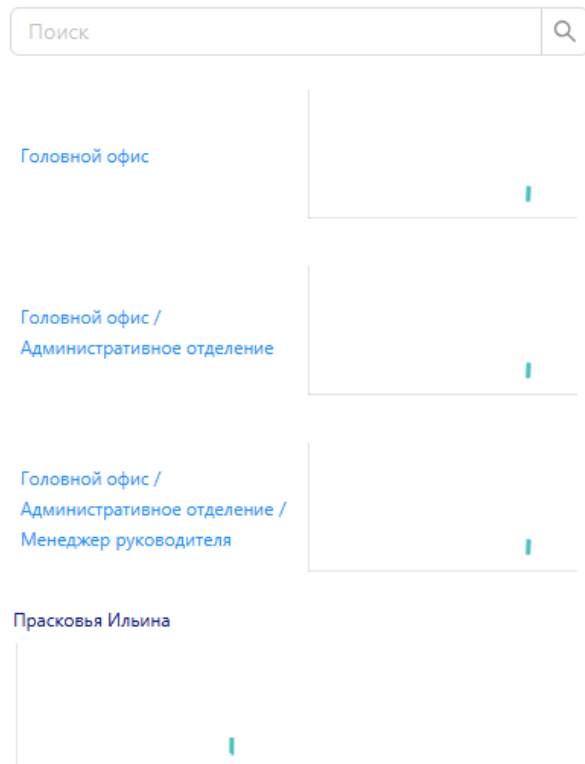 Поиск
Головной офис
Головной офис /
Административное отделение
Головной офис /
Административное отделение /
Менеджер руководителя
Прасковья Ильина